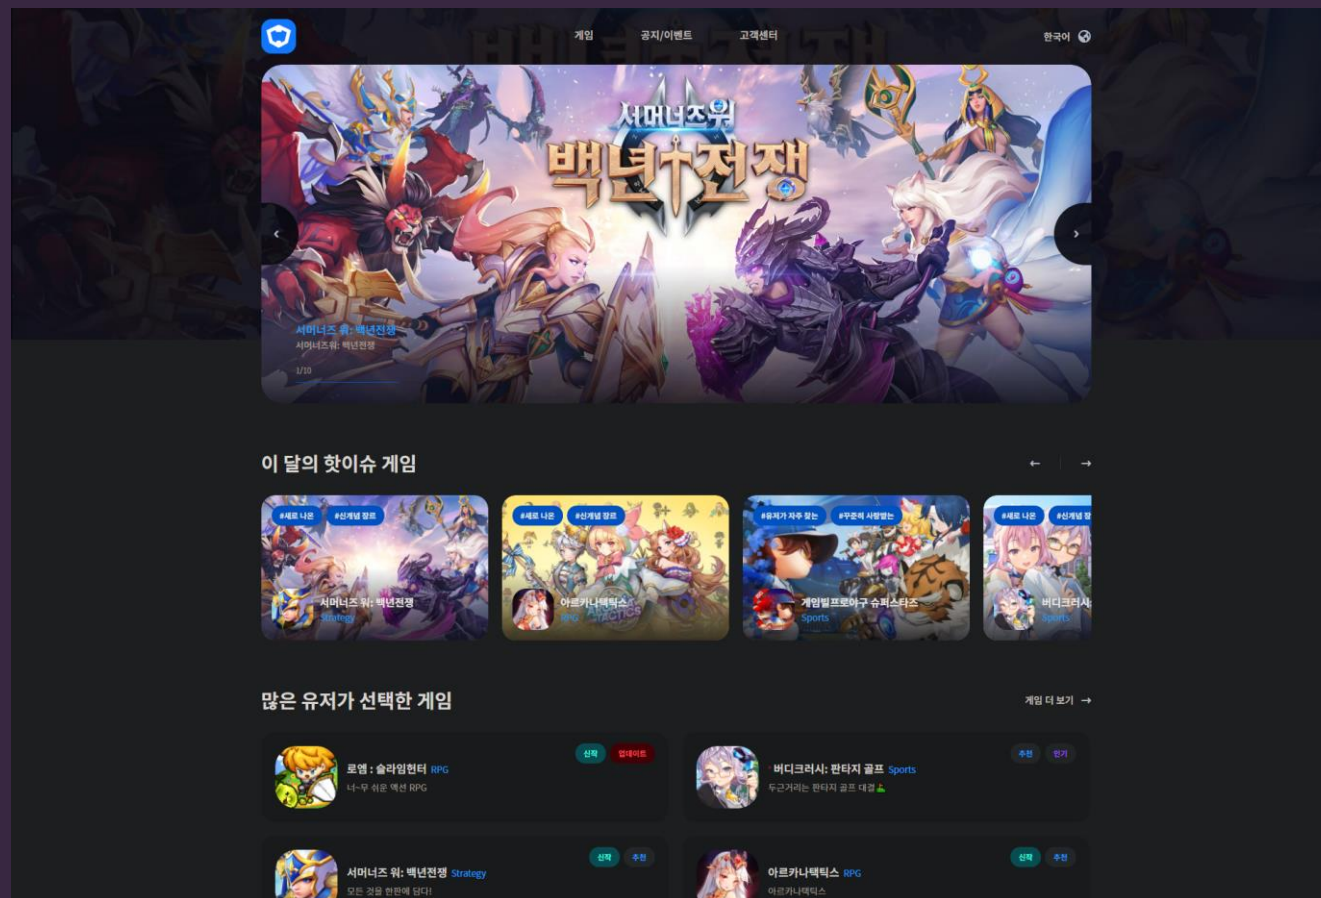 게임
공지/이벤트
고객센터
한국어
서머너즈 워
백년전쟁
서머너즈 워: 백년전쟁
서머너즈워: 백년전쟁
1/10
이 달의 핫이슈 게임
#새로 나온 #신개념 장르
서머너즈 워: 백년전쟁
Strategy
#새로 나온 #신개념 장르
아르카나택틱스
RPG
#유저가 자주 찾는 #꾸준히 사랑받는
게임빌프로야구 슈퍼스타즈
Sports
#새로 나온 #신개념 장
버디크러시:
Sports
많은 유저가 선택한 게임
게임 더 보기
로엠 : 슬라임헌터 RPG
너~무 쉬운 액션 RPG
신작 업데이트
버디크러시: 판타지 골프 Sports
두근거리는 판타지 골프 대결
추천 인기
서머너즈 워: 백년전쟁 Strategy
모든 것을 한판에 담다!
신작 추천
아르카나택틱스 RPG
아르카나택틱스
신작 추천